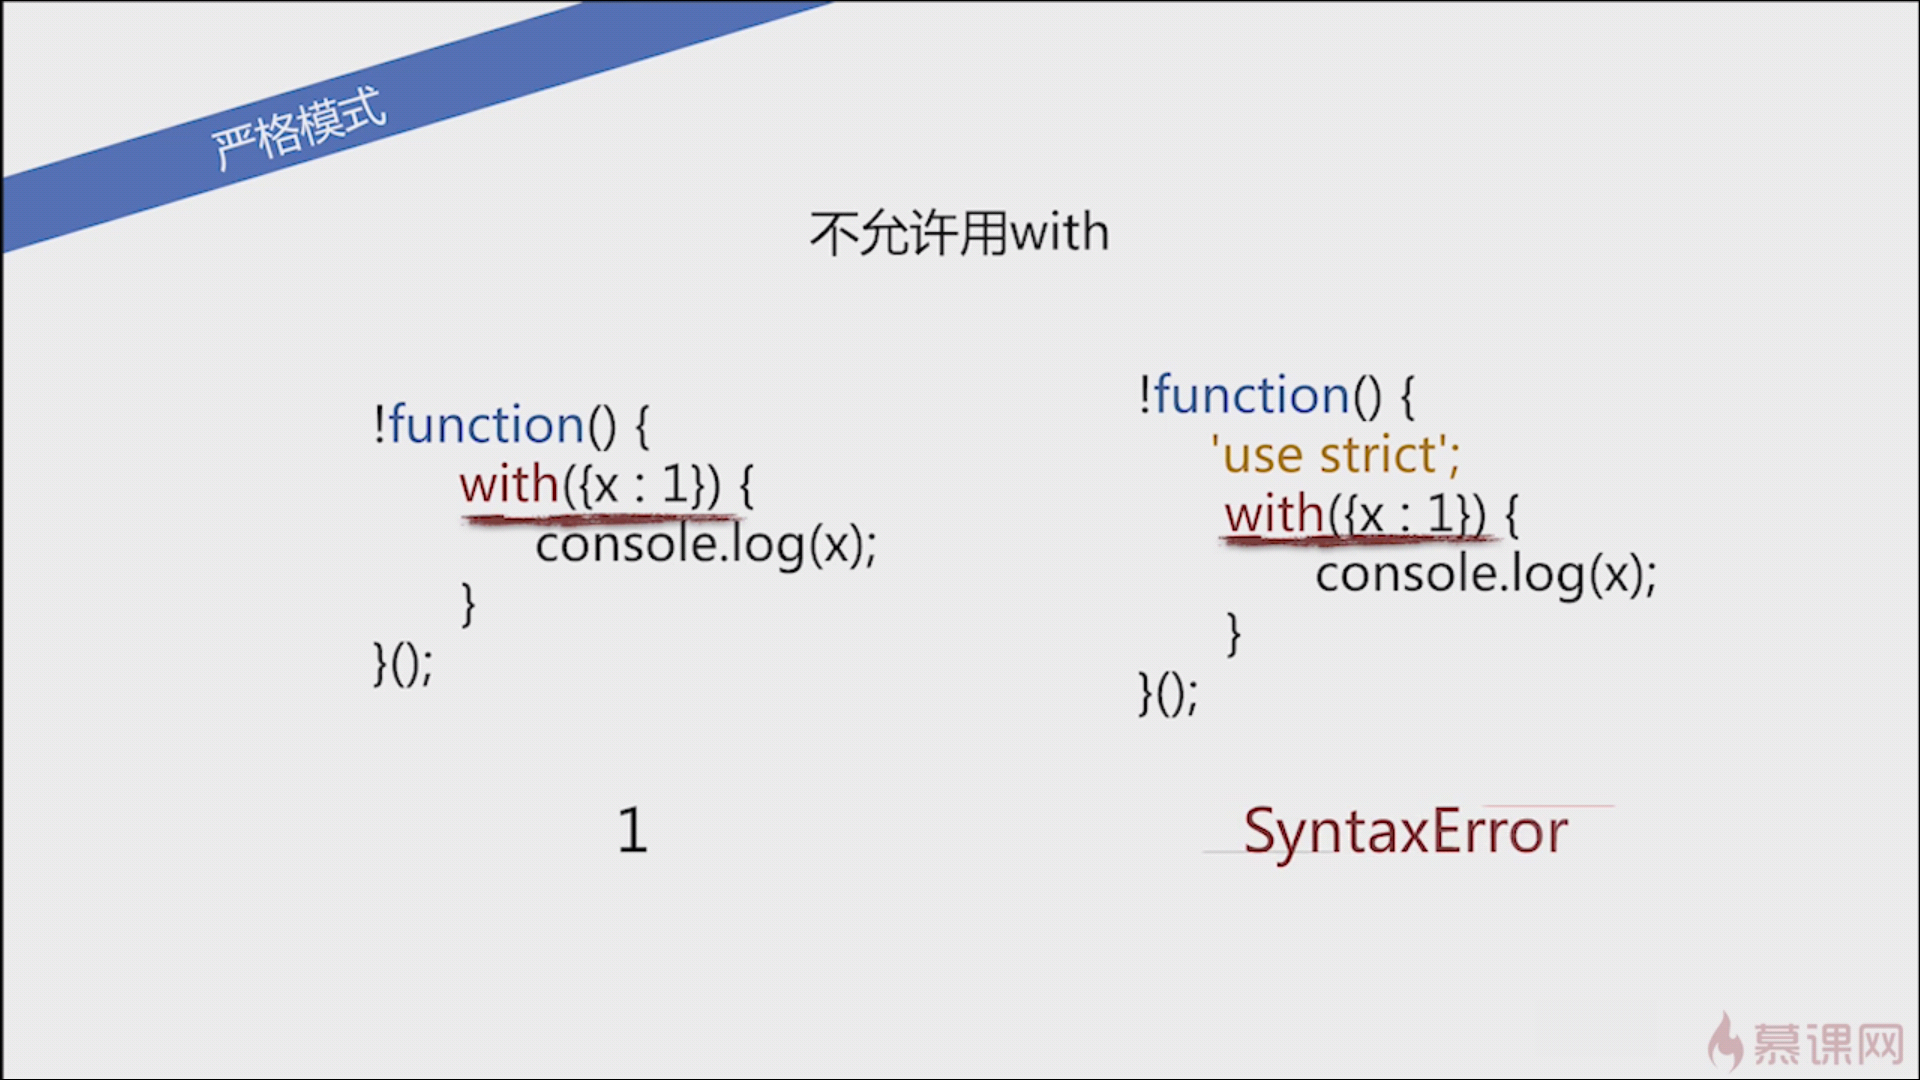 严格模式
不允许用with
!function() {
with({x : 1}) {
console.log(x);
}
}();
1
!function() {
'use strict';
with({x : 1}) {
console.log(x);
}
}();
SyntaxError
慕课网